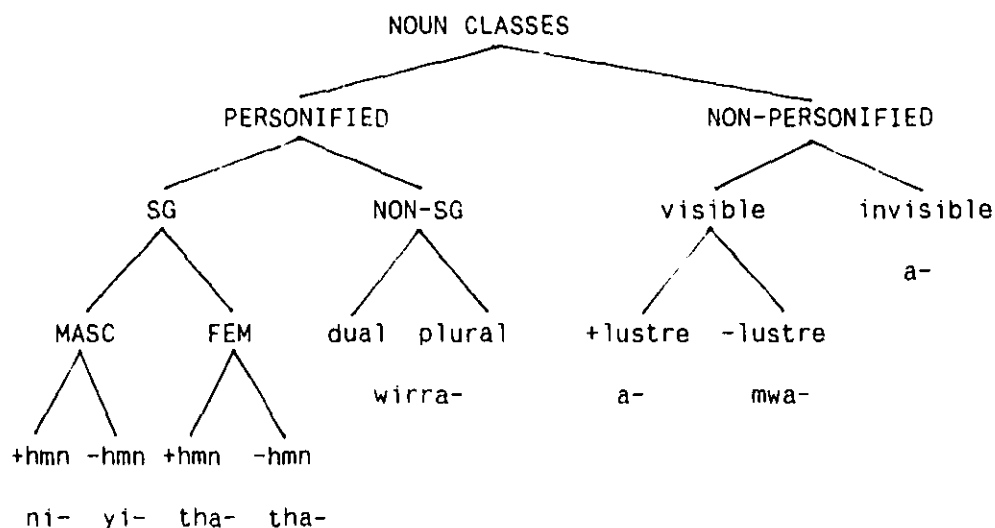 NOUN CLASSES
PERSONIFIED NON-PERSONIFIED
SG NON-SG visible invisible
a-
MASC FEM dual plural +lustre -lustre
wirra- a- mwa-
+hmn -hmn +hmn -hmn
ni- yi- tha- tha-